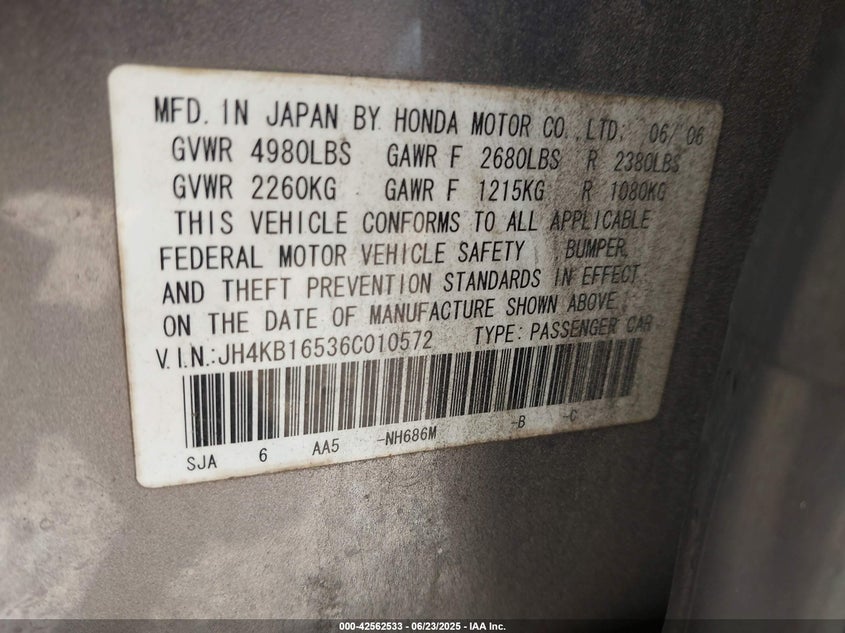 MFD. IN JAPAN BY HONDA MOTOR CO.,LTD. 06/06
GVWR 4980LBS GAWR F 2680LBS R 2380LBS
GVWR 2260KG GAWR F 1215KG R 1080KG
THIS VEHICLE CONFORMS TO ALL APPLICABLE
FEDERAL MOTOR VEHICLE SAFETY BUMPER,
AND THEFT PREVENTION STANDARDS IN EFFECT
ON THE DATE OF MANUFACTURE SHOWN ABOVE
V.I.N.:JH4KB16536C010572 TYPE: PASSENGER CAR
SJA 6 AA5 -NH686M -B -C
000-42562533 - 06/23/2025 - IAA Inc.